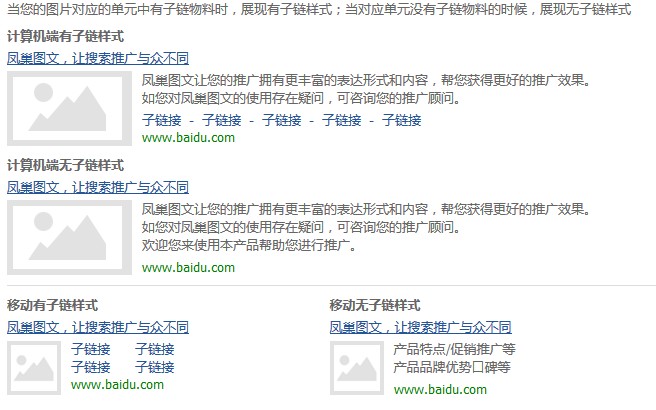 当您的图片对应的单元中有子链物料时，展现有子链样式；当对应单元没有子链物料的时候，展现无子链样式
计算机端有子链样式
凤巢图文，让搜索推广与众不同
凤巢图文让您的推广拥有更丰富的表达形式和内容，帮您获得更好的推广效果。
如您对凤巢图文的使用存在疑问，可咨询您的推广顾问。
子链接 - 子链接 - 子链接 - 子链接 - 子链接
www.baidu.com
计算机端无子链样式
凤巢图文，让搜索推广与众不同
凤巢图文让您的推广拥有更丰富的表达形式和内容，帮您获得更好的推广效果。
如您对凤巢图文的使用存在疑问，可咨询您的推广顾问。
欢迎您来使用本产品帮助您进行推广。
www.baidu.com
移动有子链样式
凤巢图文，让搜索推广与众不同
子链接 子链接
子链接 子链接
www.baidu.com
移动无子链样式
凤巢图文，让搜索推广与众不同
产品特点/促销推广等
产品品牌优势口碑等
www.baidu.com